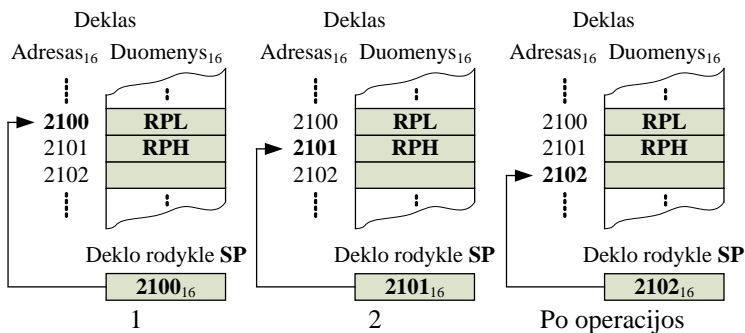 Deklas
Adresas16 Duomenys16
2100 RPL
2101 RPH
2102
Deklo rodykle SP
210016
1
Deklas
Adresas16 Duomenys16
2100 RPL
2101 RPH
2102
Deklo rodykle SP
210116
2
Deklas
Adresas16 Duomenys16
2100 RPL
2101 RPH
2102
Deklo rodykle SP
210216
Po operacijos